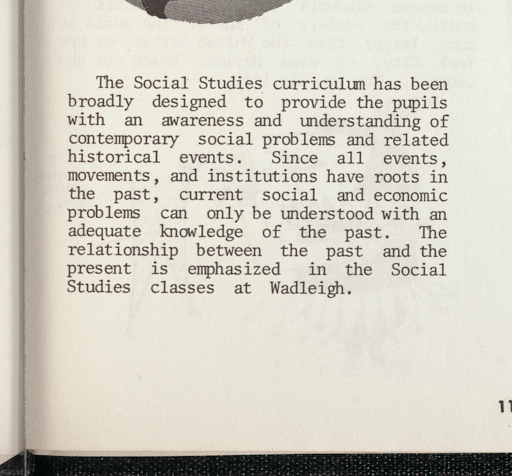 The Social Studies curriculum has been
broadly designed to provide the pupils
with an awareness and understanding of
contemporary social problems and related
historical events. Since all events,
movements, and institutions have roots in
the past, current social and economic
problems can only be understood with an
adequate knowledge of the past. The
relationship between the past and the
present is emphasized in the Social
Studies classes at Wadleigh.
11